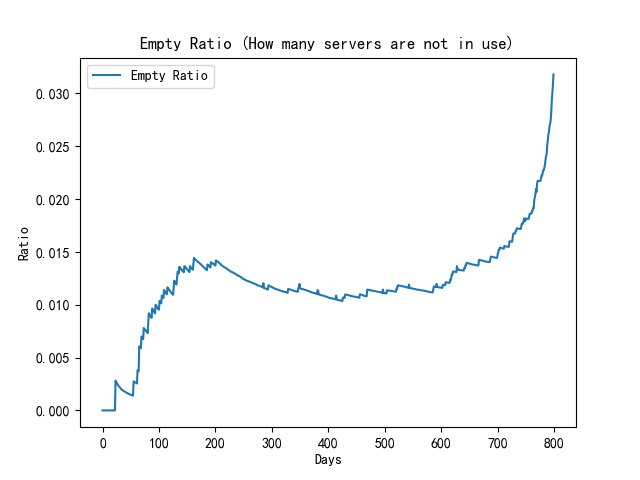 Empty Ratio (How many servers are not in use)
Empty Ratio
0.030
0.025
0.020
0.015
0.010
0.005
0.000
Ratio
0 100 200 300 400 500 600 700 800
Days